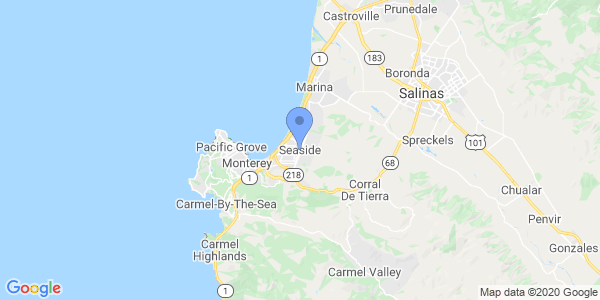 Prunedale
Castroville
183
1
Boronda
Marina
Salinas
Pacific Grove
Seaside
Spreckels
101
Monterey
68
1
218
Corral
De Tierra
Chualar
Carmel-By-The-Sea
Penvir
Carmel
Highlands
Gonzales
Carmel Valley
1
Google
Map data ©2020 Google